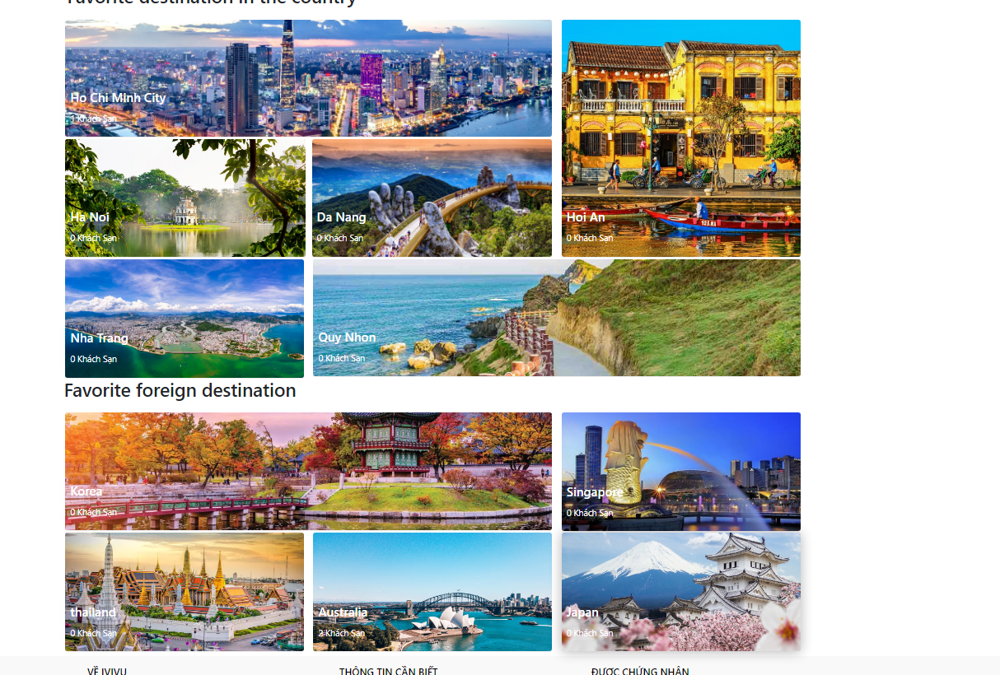 Favorite destination in the country
Ho Chi Minh City
1 Khách Sạn
Hoi An
0 Khách Sạn
Ha Noi
0 Khách Sạn
Da Nang
0 Khách Sạn
Nha Trang
0 Khách Sạn
Quy Nhon
0 Khách Sạn
Favorite foreign destination
Korea
0 Khách Sạn
Singapore
0 Khách Sạn
thailand
0 Khách Sạn
Australia
2 Khách Sạn
Japan
0 Khách Sạn
VỀ IVIVU
THÔNG TIN CẦN BIẾT
ĐƯỢC CHỨNG NHẬN